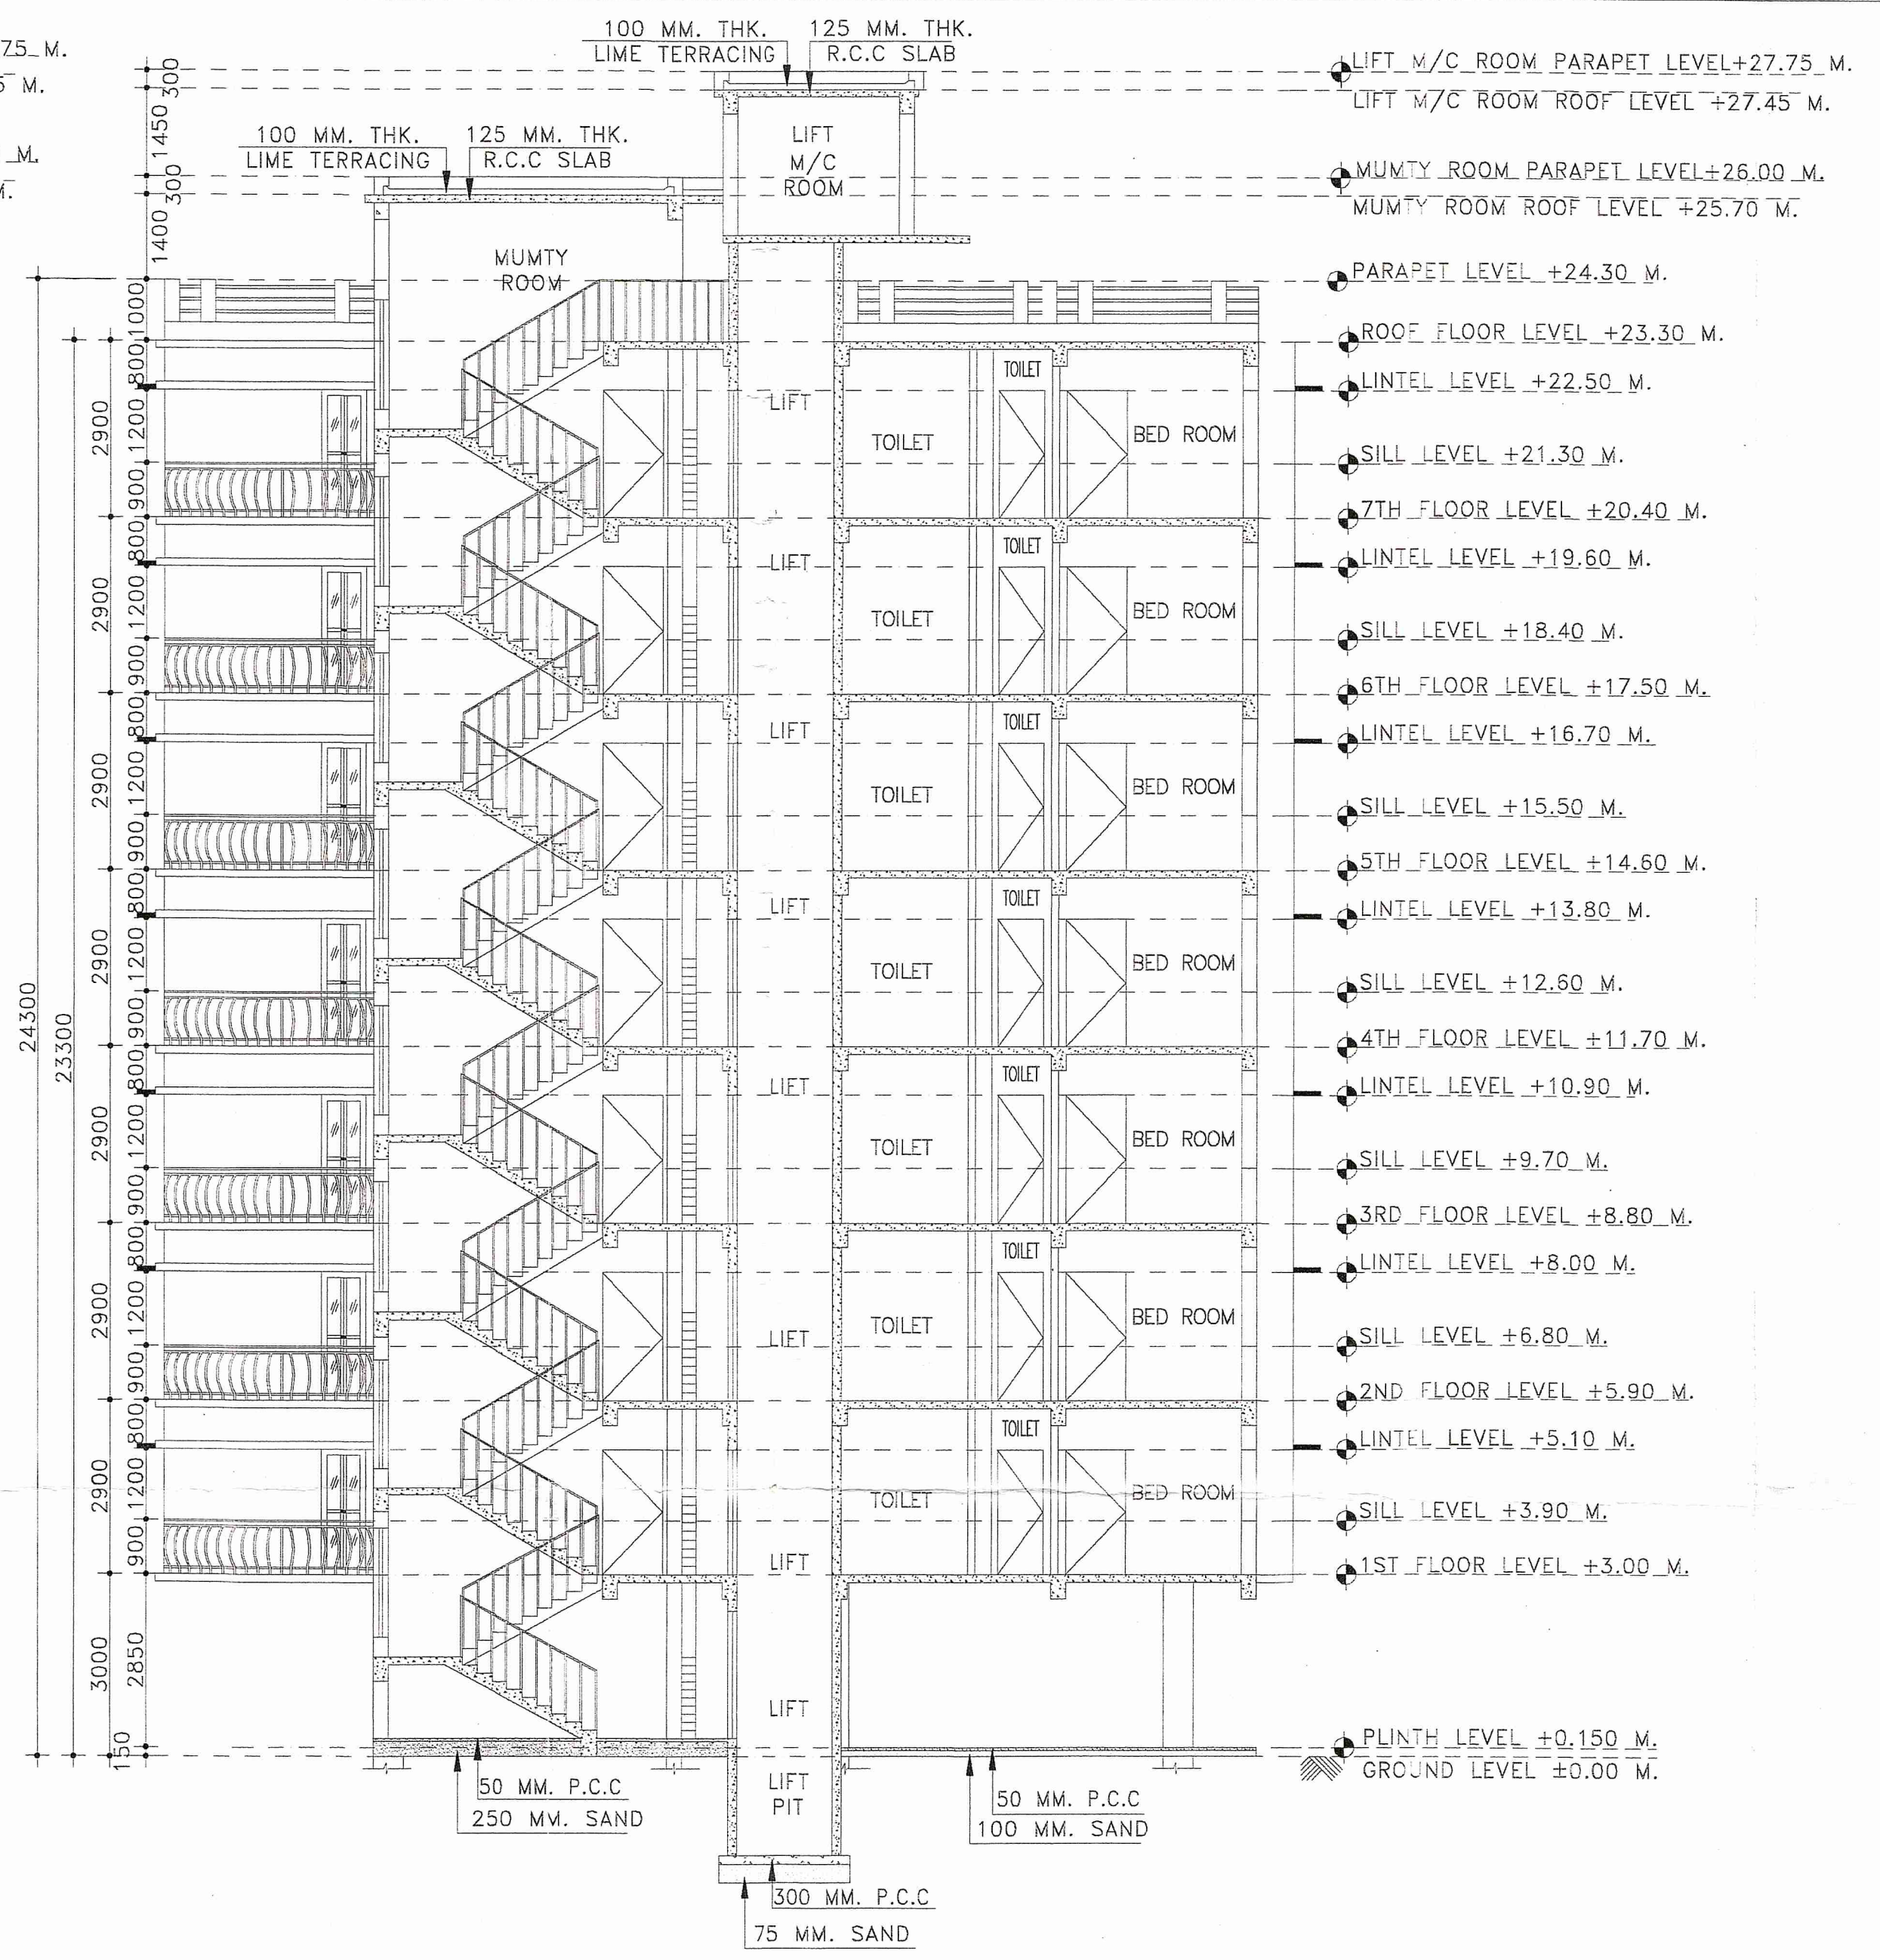 100 MM. THK.
LIME TERRACING
125 MM. THK.
R.C.C SLAB
75 M.
M.
M.
M.
100 MM. THK.
LIME TERRACING
125 MM. THK.
R.C.C SLAB
LIFT
M/C
ROOM
MUMTY
ROOM
LIFT M/C ROOM PARAPET LEVEL+27.75 M.
LIFT M/C ROOM ROOF LEVEL +27.45 M.
MUMTY ROOM PARAPET LEVEL+26.00 M.
MUMTY ROOM ROOF LEVEL +25.70 M.
PARAPET LEVEL +24.30 M.
ROOF FLOOR LEVEL +23.30 M.
LINTEL LEVEL +22.50 M.
SILL LEVEL +21.30 M.
7TH FLOOR LEVEL +20.40 M.
LINTEL LEVEL +19.60 M.
SILL LEVEL +18.40 M.
6TH FLOOR LEVEL +17.50 M.
LINTEL LEVEL +16.70 M.
SILL LEVEL +15.50 M.
5TH FLOOR LEVEL +14.60 M.
LINTEL LEVEL +13.80 M.
SILL LEVEL +12.60 M.
4TH FLOOR LEVEL +11.70 M.
LINTEL LEVEL +10.90 M.
SILL LEVEL +9.70 M.
3RD FLOOR LEVEL +8.80 M.
LINTEL LEVEL +8.00 M.
SILL LEVEL +6.80 M.
2ND FLOOR LEVEL +5.90 M.
LINTEL LEVEL +5.10 M.
SILL LEVEL +3.90 M.
1ST FLOOR LEVEL +3.00 M.
PLINTH LEVEL +0.150 M.
GROUND LEVEL ±0.00 M.
300
1450
300
1400
1000
800
1200
900
800
1200
900
800
1200
900
800
1200
900
800
1200
900
800
1200
900
800
1200
900
2850
150
2900
2900
2900
2900
2900
2900
2900
3000
24300
23300
LIFT
TOILET
TOILET
BED ROOM
LIFT
TOILET
TOILET
BED ROOM
LIFT
TOILET
TOILET
BED ROOM
LIFT
TOILET
TOILET
BED ROOM
LIFT
TOILET
TOILET
BED ROOM
LIFT
TOILET
TOILET
BED ROOM
LIFT
TOILET
TOILET
BED ROOM
LIFT
LIFT
PIT
50 MM. P.C.C
250 MM. SAND
50 MM. P.C.C
100 MM. SAND
300 MM. P.C.C
75 MM. SAND